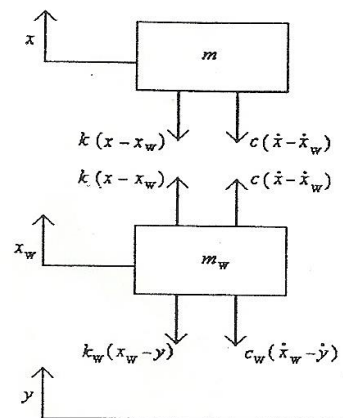 x
m
k(x-x_w) c(ẋ-ẋ_w)
k(x-x_w) c(ẋ-ẋ_w)
x_w
m_w
k_w(x_w-y) c_w(ẋ_w-ẏ)
y